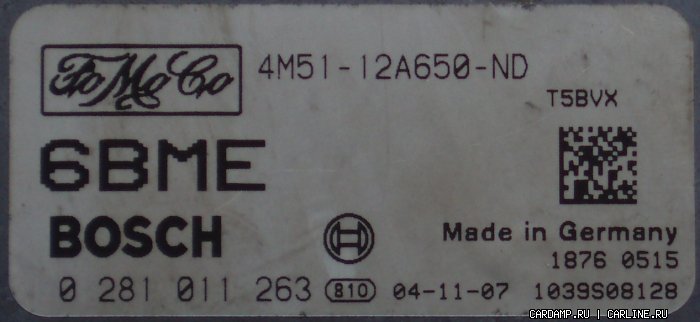 FoMoCo 4M51-12A650-ND
T5BVX
6BME
BOSCH
Made in Germany
1876 0515
0 281 011 263 810 04-11-07 1039S08128
CARDAMP.RU | CARLINE.RU